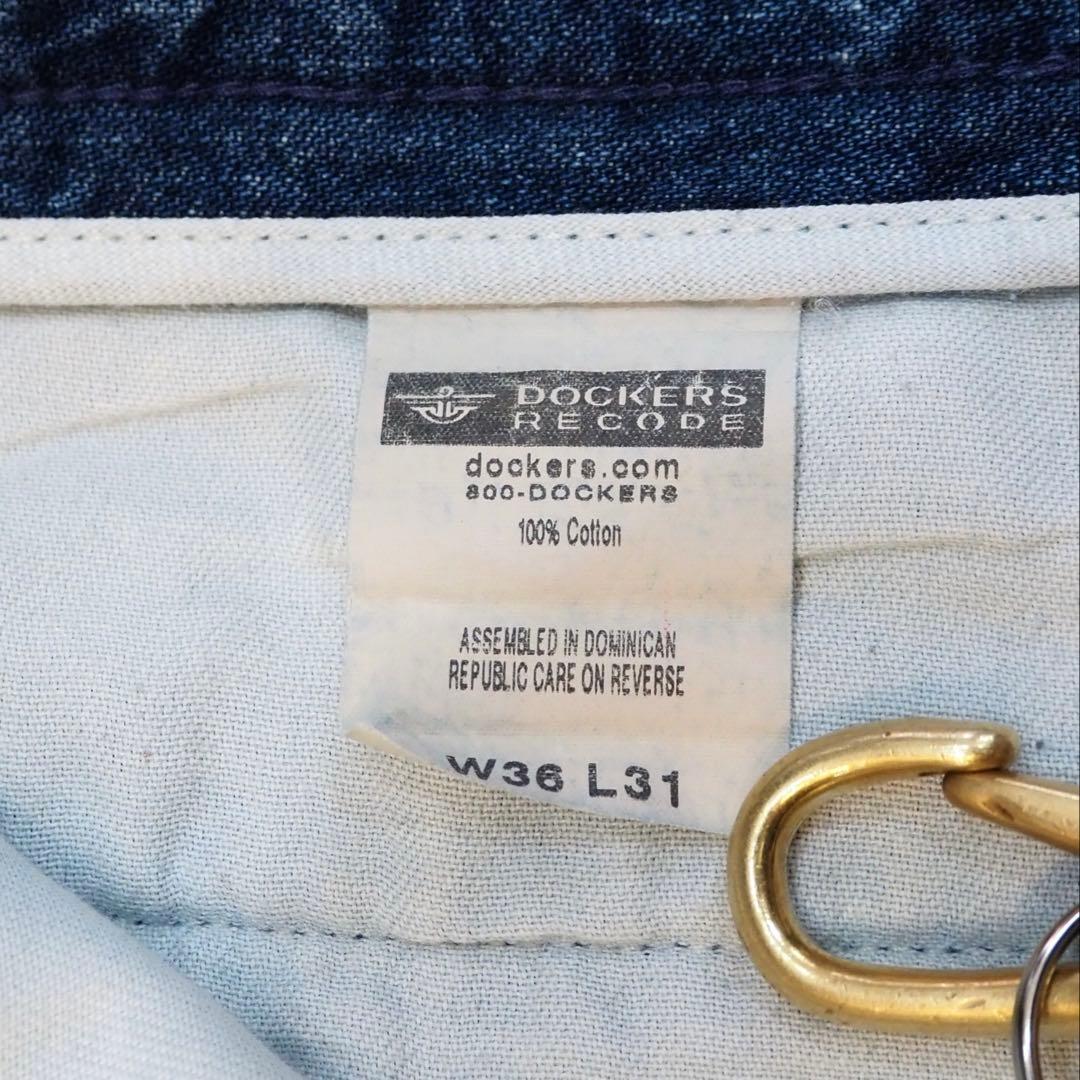 DOCKERS
RECODE
dockers.com
800-DOCKERS
100% Cotton
ASSEMBLED IN DOMINICAN
REPUBLIC CARE ON REVERSE
W36 L31